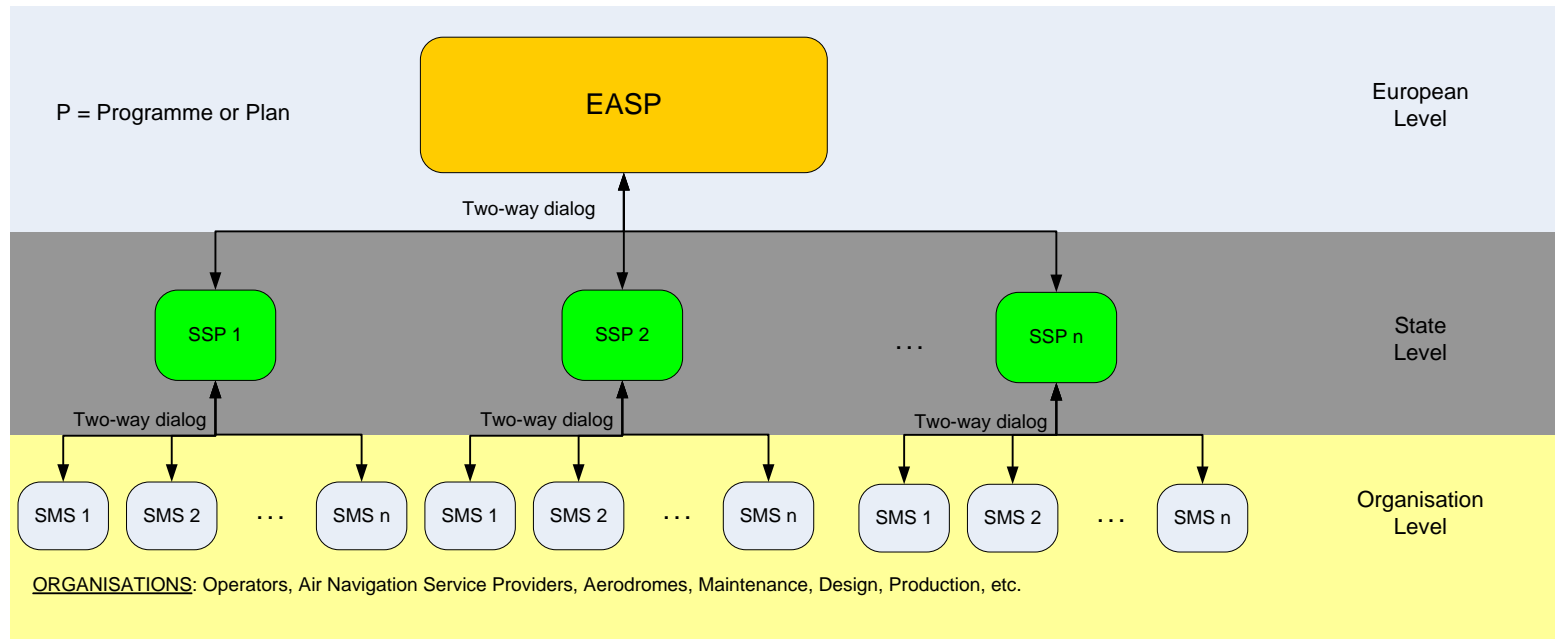 EASP
European
Level
P = Programme or Plan
Two-way dialog
SSP 1
SSP 2
...
SSP n
State
Level
Two-way dialog
Two-way dialog
Two-way dialog
SMS 1
SMS 2
...
SMS n
SMS 1
SMS 2
...
SMS n
SMS 1
SMS 2
...
SMS n
Organisation
Level
ORGANISATIONS: Operators, Air Navigation Service Providers, Aerodromes, Maintenance, Design, Production, etc.